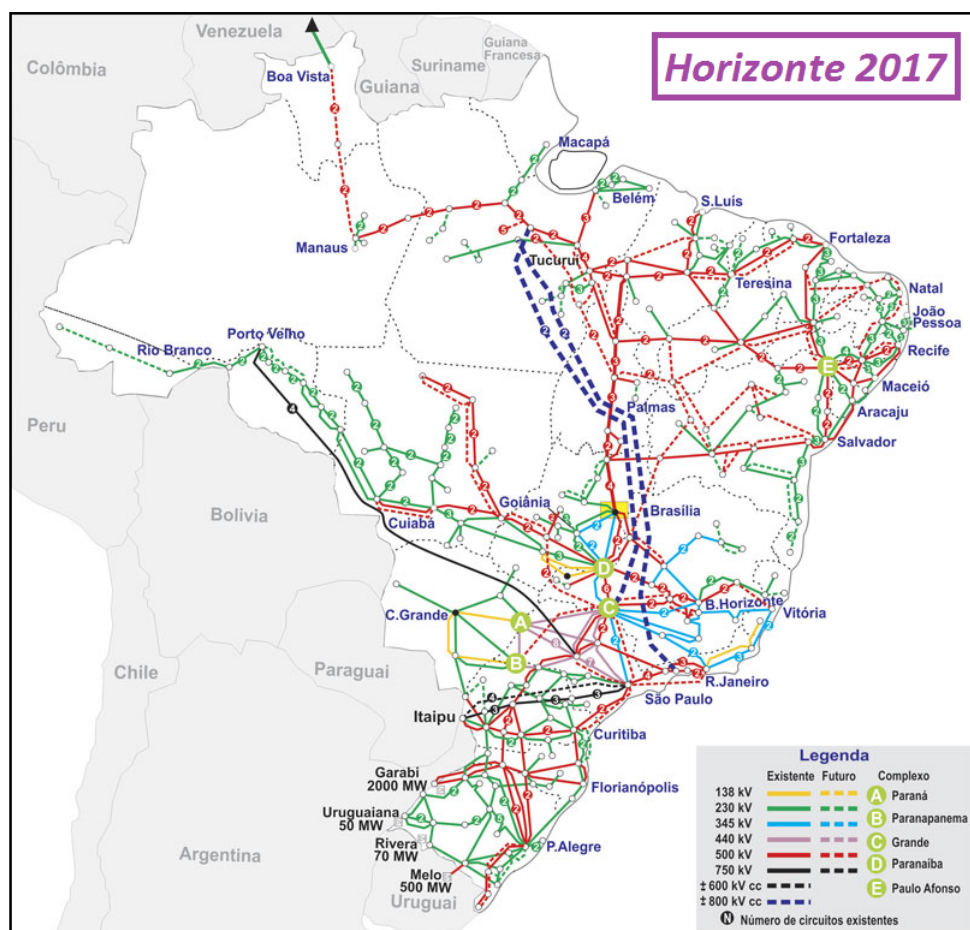 Horizonte 2017
Venezuela
Guiana
Francesa
Suriname
Colômbia
Boa Vista
Guiana
Macapá
Belém
S.Luís
Manaus
Tucuruí
Fortaleza
Teresina
Natal
João
Pessoa
Porto Velho
Rio Branco
Recife
E
Maceió
Palmas
Aracaju
Peru
Salvador
Goiânia
Brasília
Bolivia
Cuiabá
D
C
B.Horizonte
Vitória
C.Grande
A
B
Chile
Paraguai
R.Janeiro
São Paulo
Itaipu
Curitiba
Garabi
2000 MW
Florianópolis
Uruguaiana
50 MW
Rivera
70 MW
P.Alegre
Melo
500 MW
Argentina
Uruguai
Legenda
Existente Futuro Complexo
138 kV A Paraná
230 kV
345 kV B Paranapanema
440 kV C Grande
500 kV D Paranaíba
750 kV
±600 kV cc E Paulo Afonso
±800 kV cc
N Número de circuitos existentes